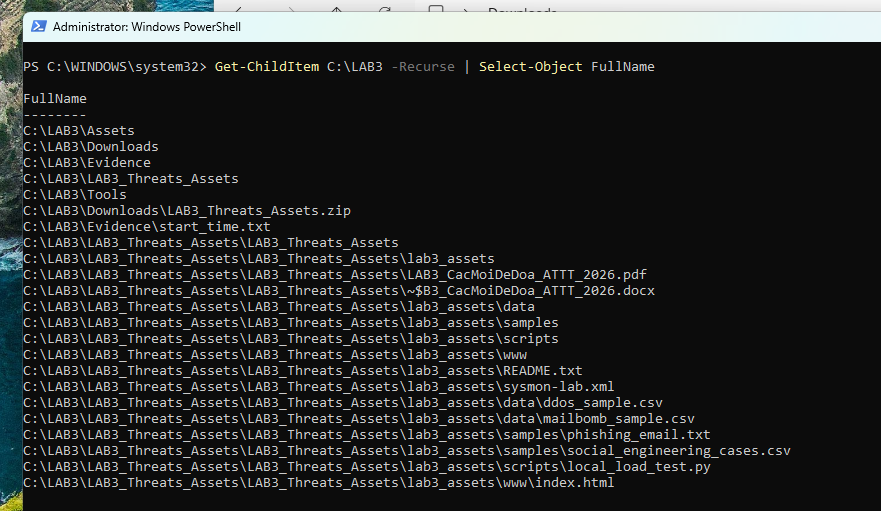 Administrator: Windows PowerShell
PS C:\WINDOWS\system32> Get-ChildItem C:\LAB3 -Recurse | Select-Object FullName
FullName
--------
C:\LAB3\Assets
C:\LAB3\Downloads
C:\LAB3\Evidence
C:\LAB3\LAB3_Threats_Assets
C:\LAB3\Tools
C:\LAB3\Downloads\LAB3_Threats_Assets.zip
C:\LAB3\Evidence\start_time.txt
C:\LAB3\LAB3_Threats_Assets\LAB3_Threats_Assets
C:\LAB3\LAB3_Threats_Assets\LAB3_Threats_Assets\lab3_assets
C:\LAB3\LAB3_Threats_Assets\LAB3_Threats_Assets\LAB3_CacMoiDeDoa_ATTT_2026.pdf
C:\LAB3\LAB3_Threats_Assets\LAB3_Threats_Assets\~$B3_CacMoiDeDoa_ATTT_2026.docx
C:\LAB3\LAB3_Threats_Assets\LAB3_Threats_Assets\lab3_assets\data
C:\LAB3\LAB3_Threats_Assets\LAB3_Threats_Assets\lab3_assets\samples
C:\LAB3\LAB3_Threats_Assets\LAB3_Threats_Assets\lab3_assets\scripts
C:\LAB3\LAB3_Threats_Assets\LAB3_Threats_Assets\lab3_assets\www
C:\LAB3\LAB3_Threats_Assets\LAB3_Threats_Assets\lab3_assets\README.txt
C:\LAB3\LAB3_Threats_Assets\LAB3_Threats_Assets\lab3_assets\sysmon-lab.xml
C:\LAB3\LAB3_Threats_Assets\LAB3_Threats_Assets\lab3_assets\data\ddos_sample.csv
C:\LAB3\LAB3_Threats_Assets\LAB3_Threats_Assets\lab3_assets\data\mailbomb_sample.csv
C:\LAB3\LAB3_Threats_Assets\LAB3_Threats_Assets\lab3_assets\samples\phishing_email.txt
C:\LAB3\LAB3_Threats_Assets\LAB3_Threats_Assets\lab3_assets\samples\social_engineering_cases.csv
C:\LAB3\LAB3_Threats_Assets\LAB3_Threats_Assets\lab3_assets\scripts\local_load_test.py
C:\LAB3\LAB3_Threats_Assets\LAB3_Threats_Assets\lab3_assets\www\index.html